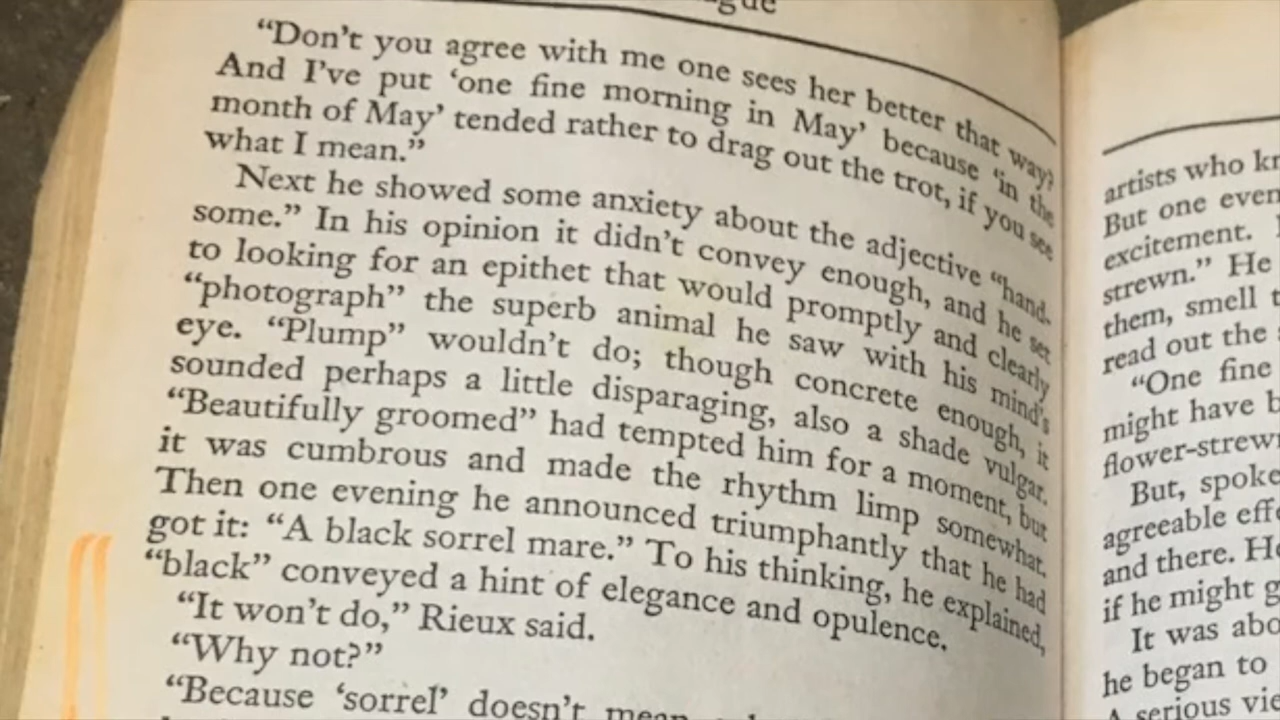 gue
“Don’t you agree with me one sees her better that way?
And I’ve put ‘one fine morning in May’ because ‘in the
month of May’ tended rather to drag out the trot, if you see
what I mean.”
Next he showed some anxiety about the adjective “hand-
some.” In his opinion it didn’t convey enough, and he set
to looking for an epithet that would promptly and clearly
“photograph” the superb animal he saw with his mind’s
eye. “Plump” wouldn’t do; though concrete enough, it
sounded perhaps a little disparaging, also a shade vulgar.
“Beautifully groomed” had tempted him for a moment, but
it was cumbrous and made the rhythm limp somewhat.
Then one evening he announced triumphantly that he had
got it: “A black sorrel mare.” To his thinking, he explained,
“black” conveyed a hint of elegance and opulence.
“It won’t do,” Rieux said.
“Why not?”
“Because ‘sorrel’ doesn’t mean
artists who kn
But one even
excitement.
strewn.” He
them, smell t
read out the
“One fine
might have b
flower-strewn
But, spoke
agreeable effe
and there. He
if he might g
It was abo
he began to
A serious vie